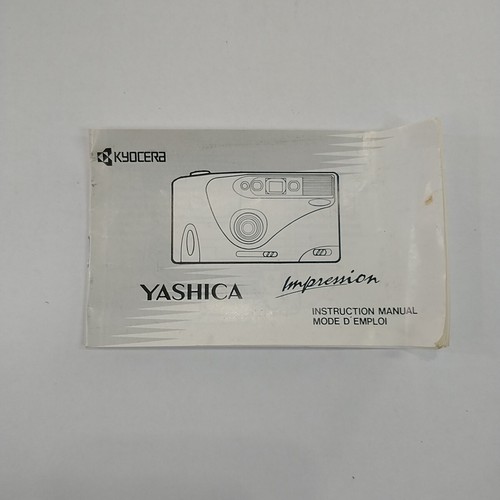 KYOCERA
YASHICA
Impression
INSTRUCTION MANUAL
MODE D'EMPLOI